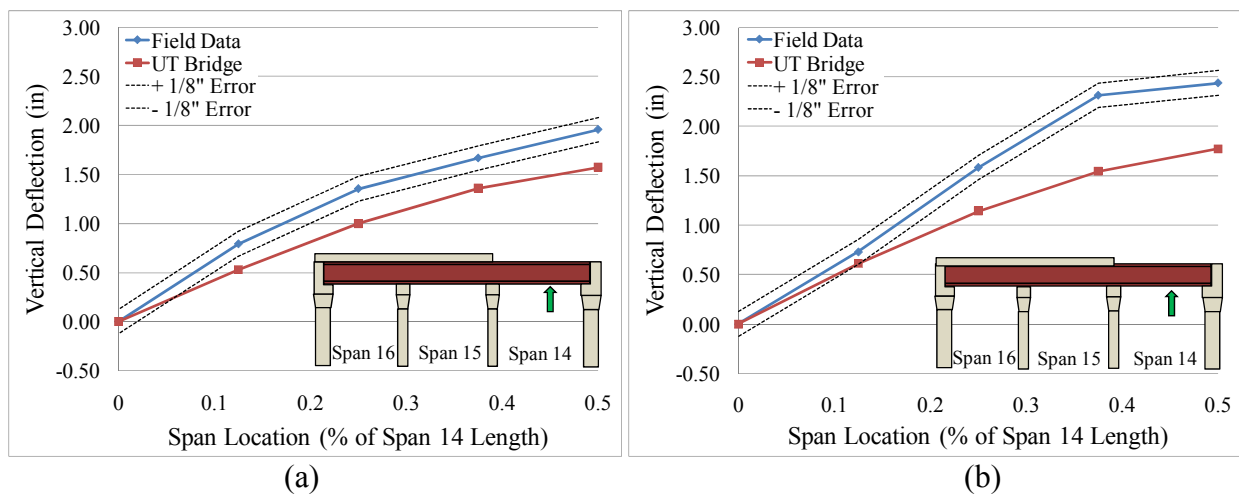 3.00
2.50
2.00
1.50
1.00
0.50
0.00
-0.50
Vertical Deflection (in)
Field Data
UT Bridge
+ 1/8" Error
- 1/8" Error
Span 16 Span 15 Span 14
0 0.1 0.2 0.3 0.4 0.5
Span Location (% of Span 14 Length)
(a)
3.00
2.50
2.00
1.50
1.00
0.50
0.00
-0.50
Vertical Deflection (in)
Field Data
UT Bridge
+ 1/8" Error
- 1/8" Error
Span 16 Span 15 Span 14
0 0.1 0.2 0.3 0.4 0.5
Span Location (% of Span 14 Length)
(b)